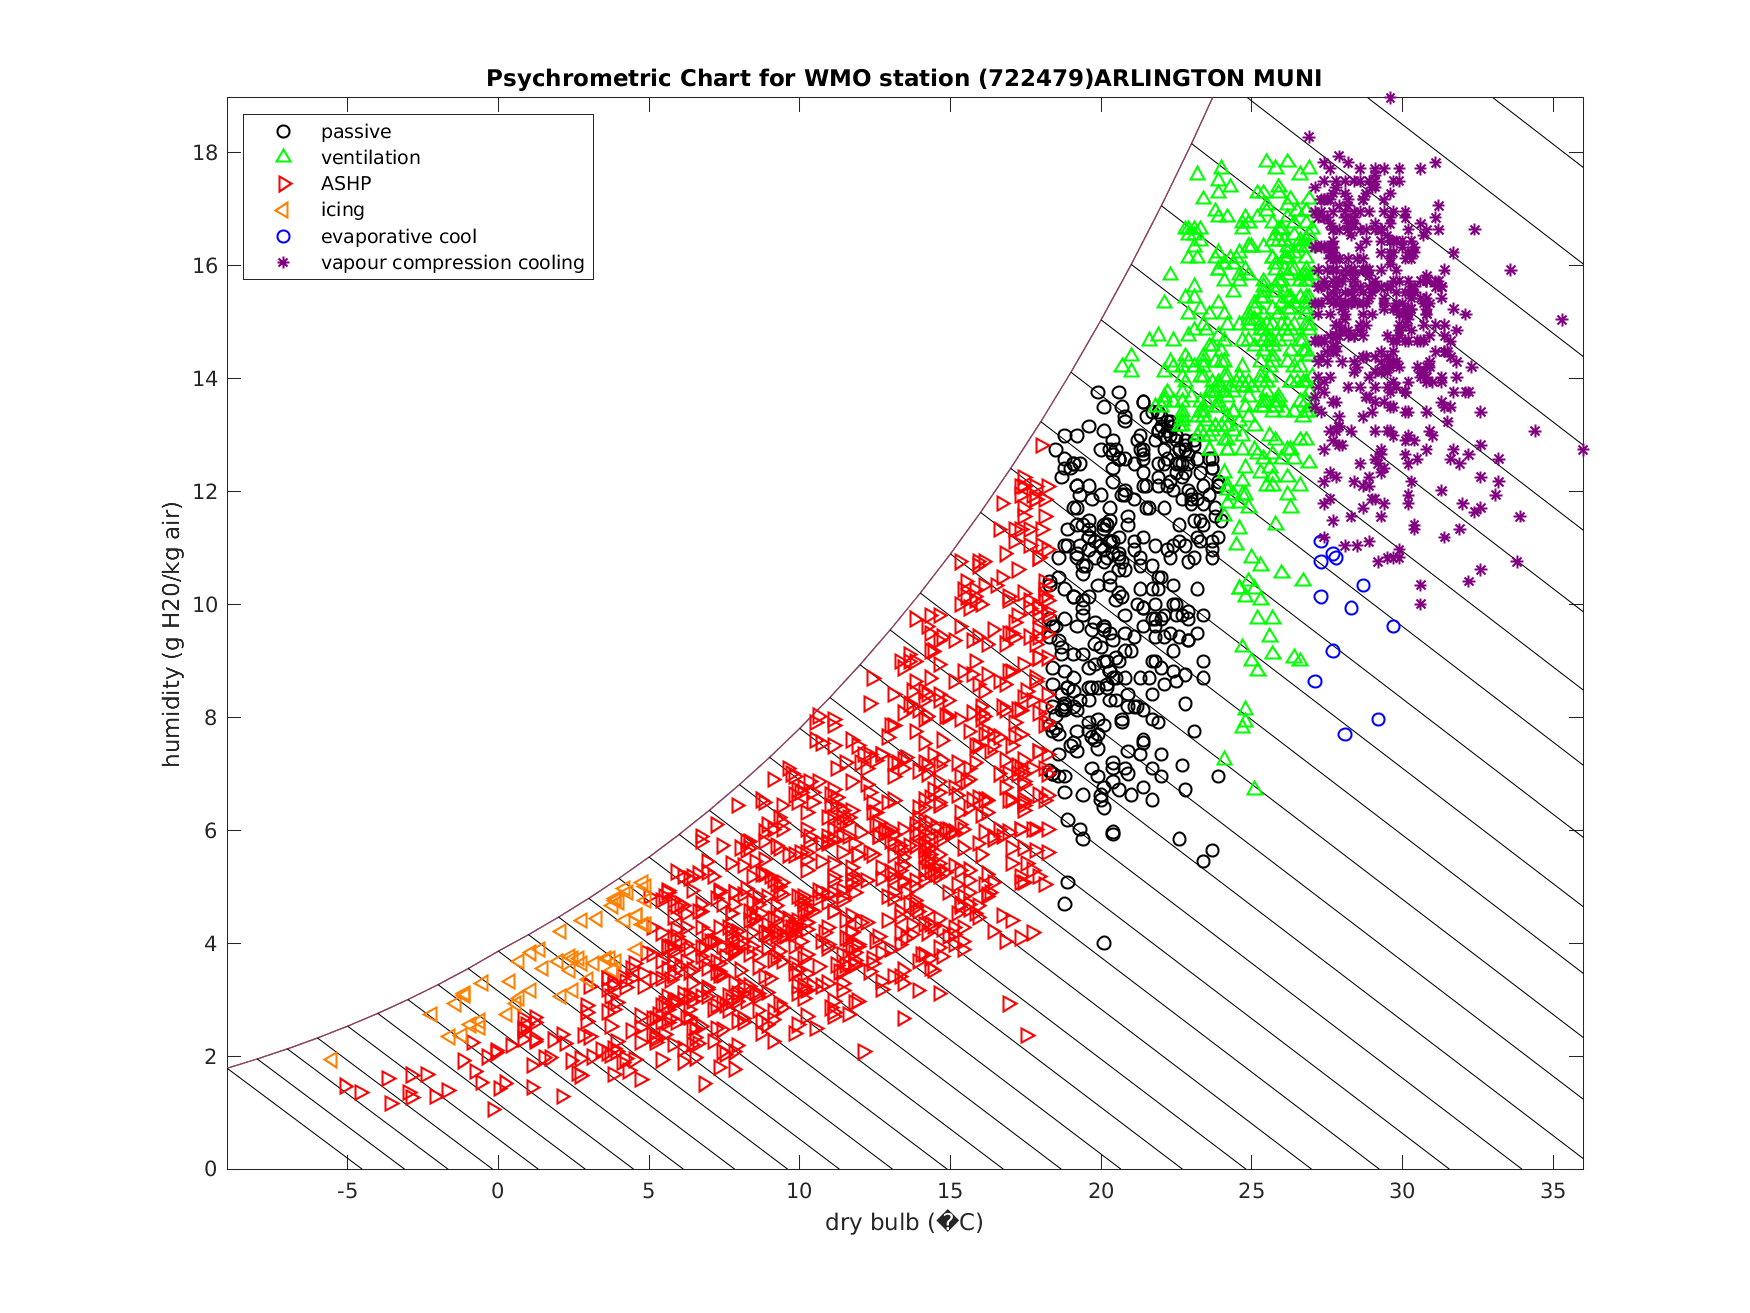 Psychrometric Chart for WMO station (722479)ARLINGTON MUNI
passive
ventilation
ASHP
icing
evaporative cool
vapour compression cooling
humidity (g H20/kg air)
18
16
14
12
10
8
6
4
2
0
-5 0 5 10 15 20 25 30 35
dry bulb (�C)